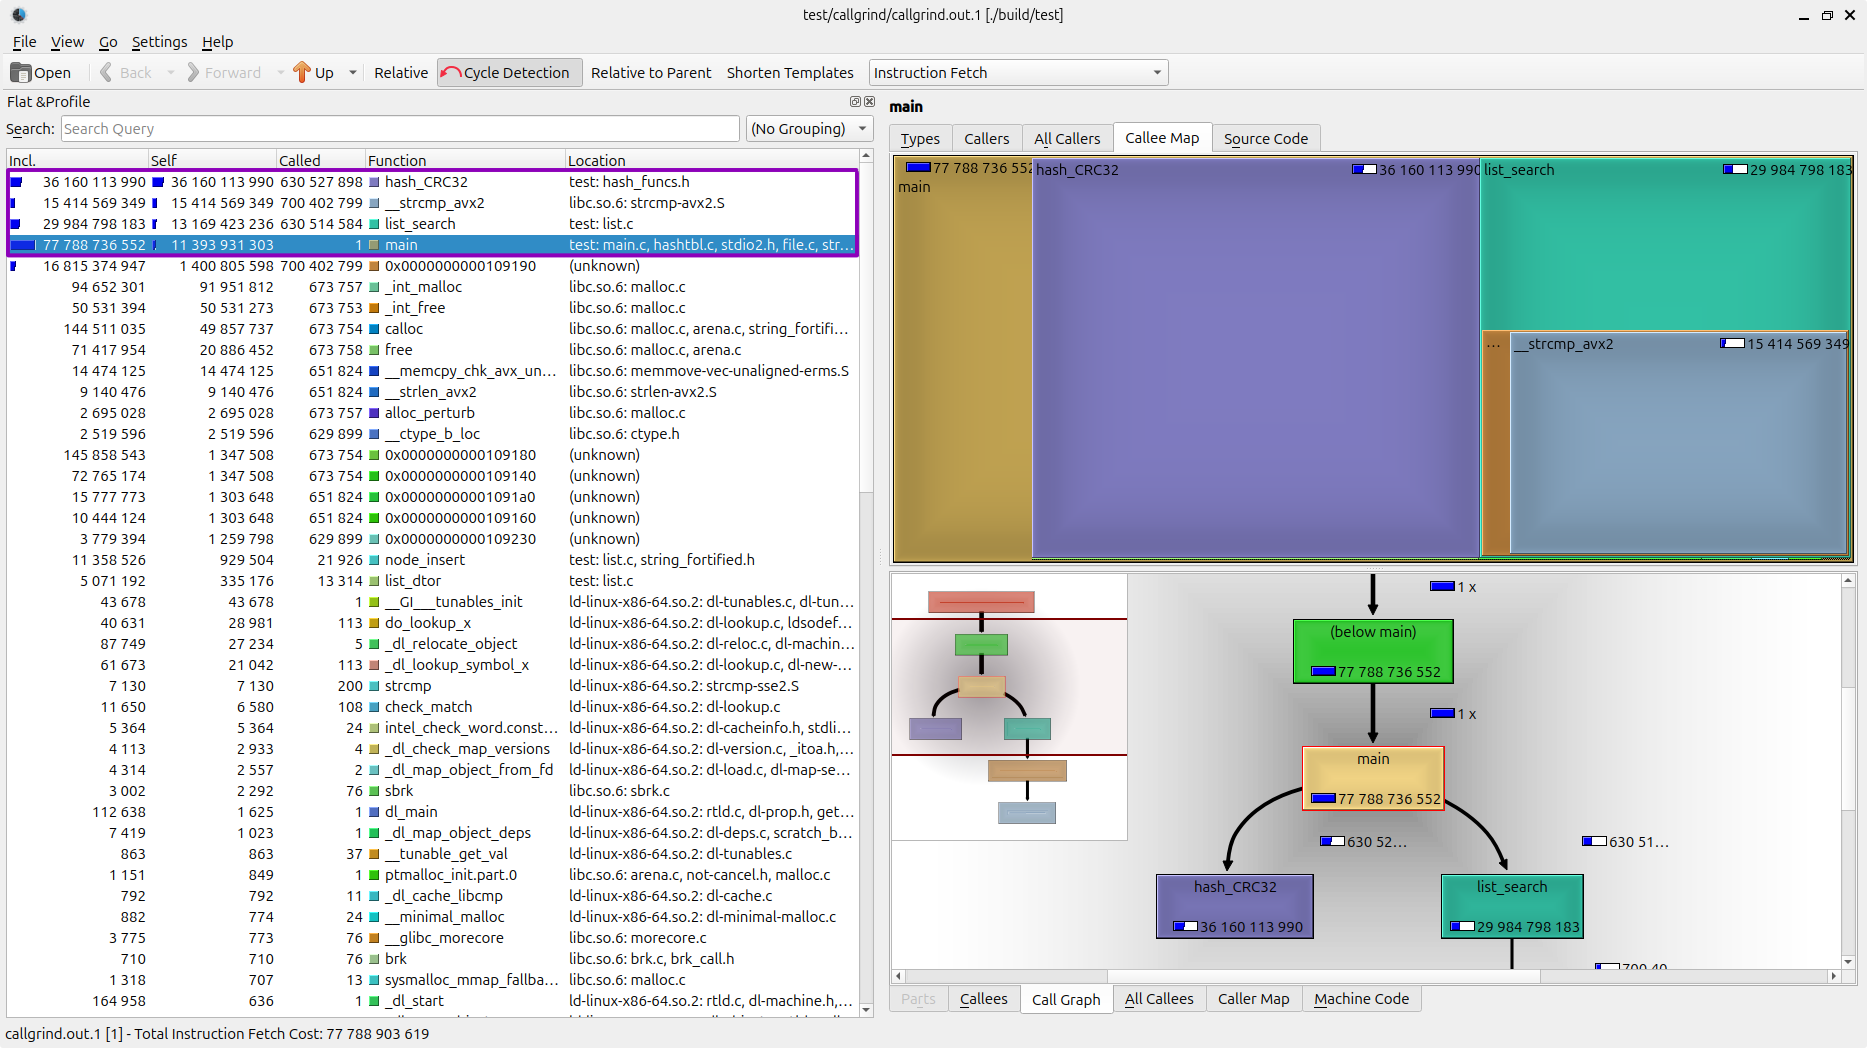 test/callgrind/callgrind.out.1 [./build/test]
File View Go Settings Help
Open Back Forward Up Relative Cycle Detection Relative to Parent Shorten Templates Instruction Fetch
Flat &Profile
Search: Search Query (No Grouping)
Incl. Self Called Function Location
36 160 113 990 36 160 113 990 630 527 898 hash_CRC32 test: hash_funcs.h
15 414 569 349 15 414 569 349 700 402 799 __strcmp_avx2 libc.so.6: strcmp-avx2.S
29 984 798 183 13 169 423 236 630 514 584 list_search test: list.c
77 788 736 552 11 393 931 303 1 main test: main.c, hashtbl.c, stdio2.h, file.c, str...
16 815 374 947 1 400 805 598 700 402 799 0x0000000000109190 (unknown)
94 652 301 91 951 812 673 757 _int_malloc libc.so.6: malloc.c
50 531 394 50 531 273 673 753 _int_free libc.so.6: malloc.c
144 511 035 49 857 737 673 754 calloc libc.so.6: malloc.c, arena.c, string_fortifi...
71 417 954 20 886 452 673 758 free libc.so.6: malloc.c, arena.c
14 474 125 14 474 125 651 824 __memcpy_chk_avx_un... libc.so.6: memmove-vec-unaligned-erms.S
9 140 476 9 140 476 651 824 __strlen_avx2 libc.so.6: strlen-avx2.S
2 695 028 2 695 028 673 757 alloc_perturb libc.so.6: malloc.c
2 519 596 2 519 596 629 899 __ctype_b_loc libc.so.6: ctype.h
145 858 543 1 347 508 673 754 0x0000000000109180 (unknown)
72 765 174 1 347 508 673 754 0x0000000000109140 (unknown)
15 777 773 1 303 648 651 824 0x00000000001091a0 (unknown)
10 444 124 1 303 648 651 824 0x0000000000109160 (unknown)
3 779 394 1 259 798 629 899 0x0000000000109230 (unknown)
11 358 526 929 504 21 926 node_insert test: list.c, string_fortified.h
5 071 192 335 176 13 314 list_dtor test: list.c
43 678 43 678 1 __GI___tunables_init ld-linux-x86-64.so.2: dl-tunables.c, dl-tun...
40 631 28 981 113 do_lookup_x ld-linux-x86-64.so.2: dl-lookup.c, ldsodef...
87 749 27 234 5 _dl_relocate_object ld-linux-x86-64.so.2: dl-reloc.c, dl-machin...
61 673 21 042 113 _dl_lookup_symbol_x ld-linux-x86-64.so.2: dl-lookup.c, dl-new-...
7 130 7 130 200 strcmp ld-linux-x86-64.so.2: strcmp-sse2.S
11 650 6 580 108 check_match ld-linux-x86-64.so.2: dl-lookup.c
5 364 5 364 24 intel_check_word.const... ld-linux-x86-64.so.2: dl-cacheinfo.h, stdli...
4 113 2 933 4 _dl_check_map_versions ld-linux-x86-64.so.2: dl-version.c, _itoa.h,...
4 314 2 557 2 _dl_map_object_from_fd ld-linux-x86-64.so.2: dl-load.c, dl-map-se...
3 002 2 292 76 sbrk libc.so.6: sbrk.c
112 638 1 625 1 dl_main ld-linux-x86-64.so.2: rtld.c, dl-prop.h, get...
7 419 1 023 1 _dl_map_object_deps ld-linux-x86-64.so.2: dl-deps.c, scratch_b...
863 863 37 __tunable_get_val ld-linux-x86-64.so.2: dl-tunables.c
1 151 849 1 ptmalloc_init.part.0 libc.so.6: arena.c, not-cancel.h, malloc.c
792 792 11 _dl_cache_libcmp ld-linux-x86-64.so.2: dl-cache.c
882 774 24 __minimal_malloc ld-linux-x86-64.so.2: dl-minimal-malloc.c
3 775 773 76 __glibc_morecore libc.so.6: morecore.c
710 710 76 brk libc.so.6: brk.c, brk_call.h
1 318 707 13 sysmalloc_mmap_fallba... libc.so.6: malloc.c
164 958 636 1 _dl_start ld-linux-x86-64.so.2: rtld.c, dl-machine.h,...
main
Types Callers All Callers Callee Map Source Code
77 788 736 552
main
hash_CRC32 36 160 113 990
list_search 29 984 798 183
... __strcmp_avx2 15 414 569 349
1 x
(below main)
77 788 736 552
1 x
main
77 788 736 552
630 52... 630 51...
hash_CRC32
36 160 113 990
list_search
29 984 798 183
Parts Callees Call Graph All Callees Caller Map Machine Code
callgrind.out.1 [1] - Total Instruction Fetch Cost: 77 788 903 619